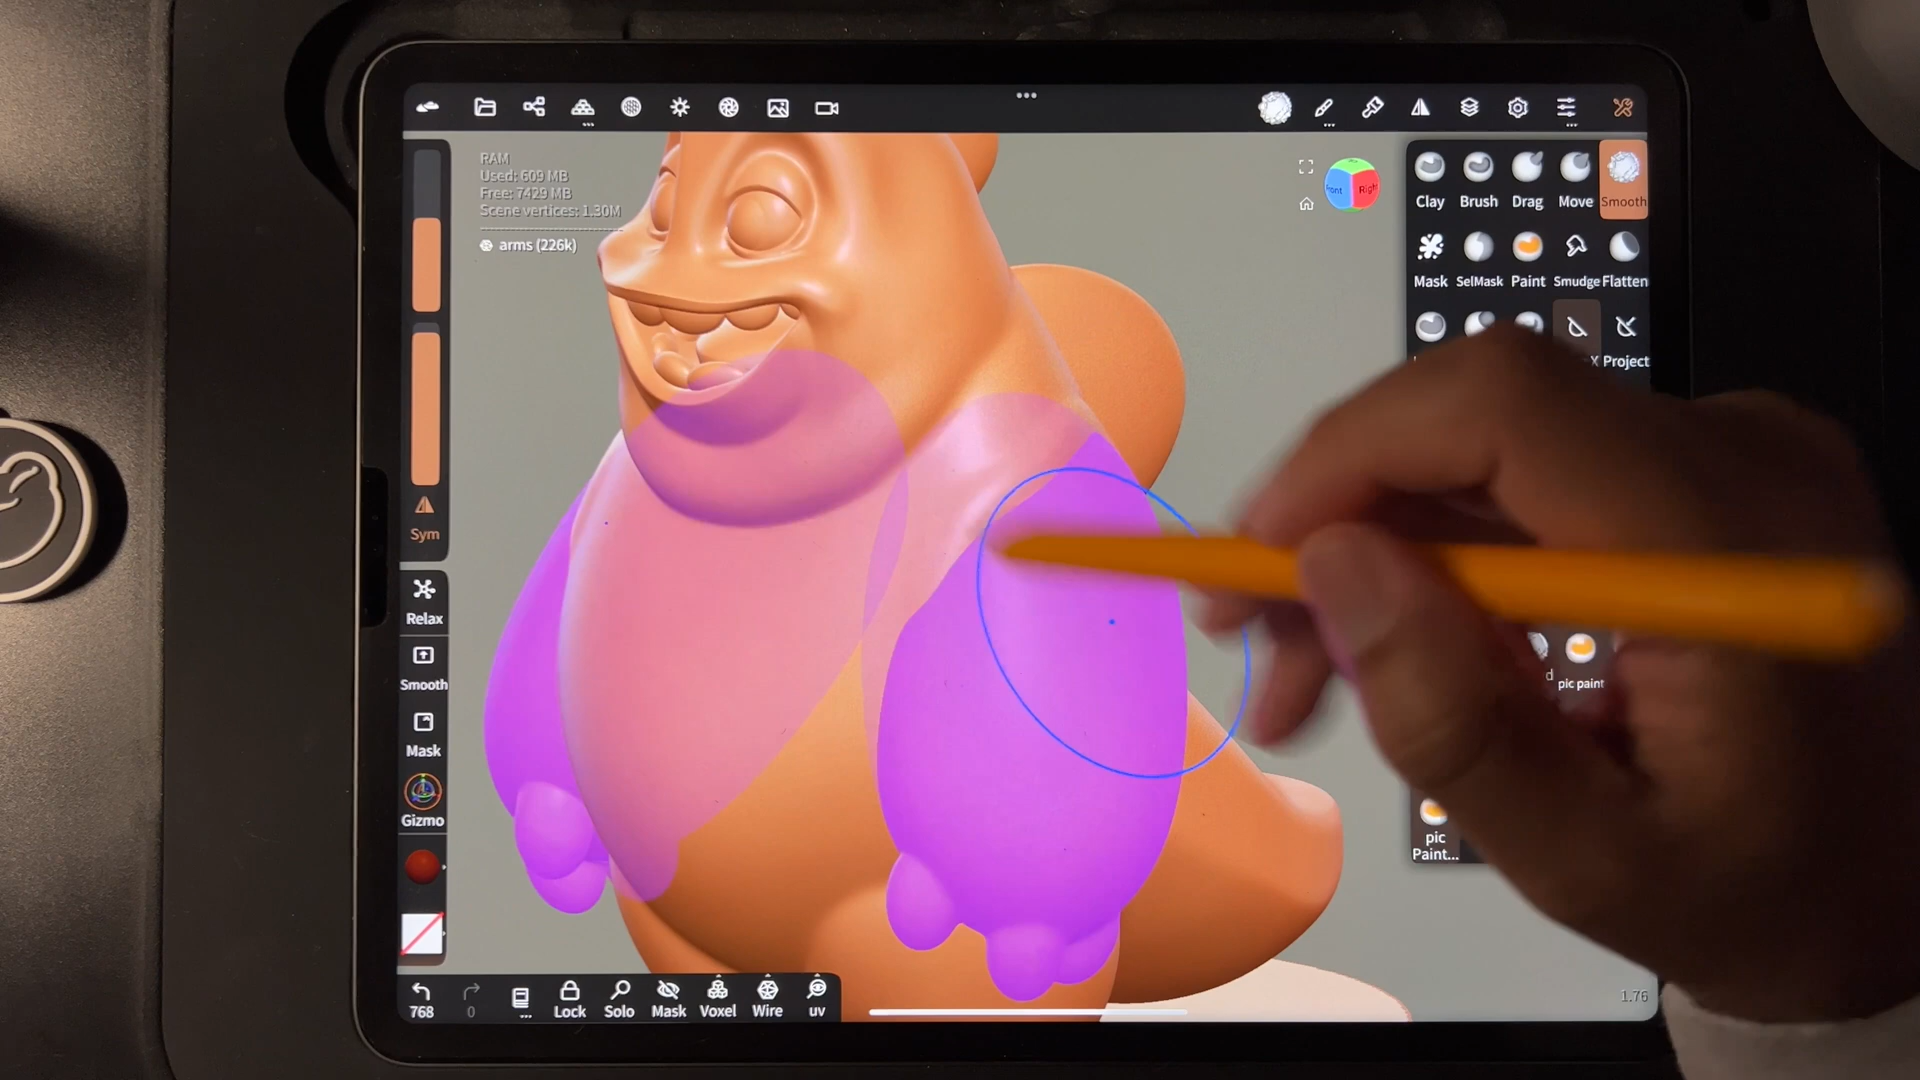 RAM
Used: 609 MB
Free: 7429 MB
Scene vertices: 1.30M
arms (226k)
Front Right
Clay Brush Drag Move Smooth
Mask SelMask Paint Smudge Flatten
X Project
Sym
Relax
Smooth
Mask
Gizmo
d pic paint
pic
Paint...
768 0 ... Lock Solo Mask Voxel Wire uv
1.76